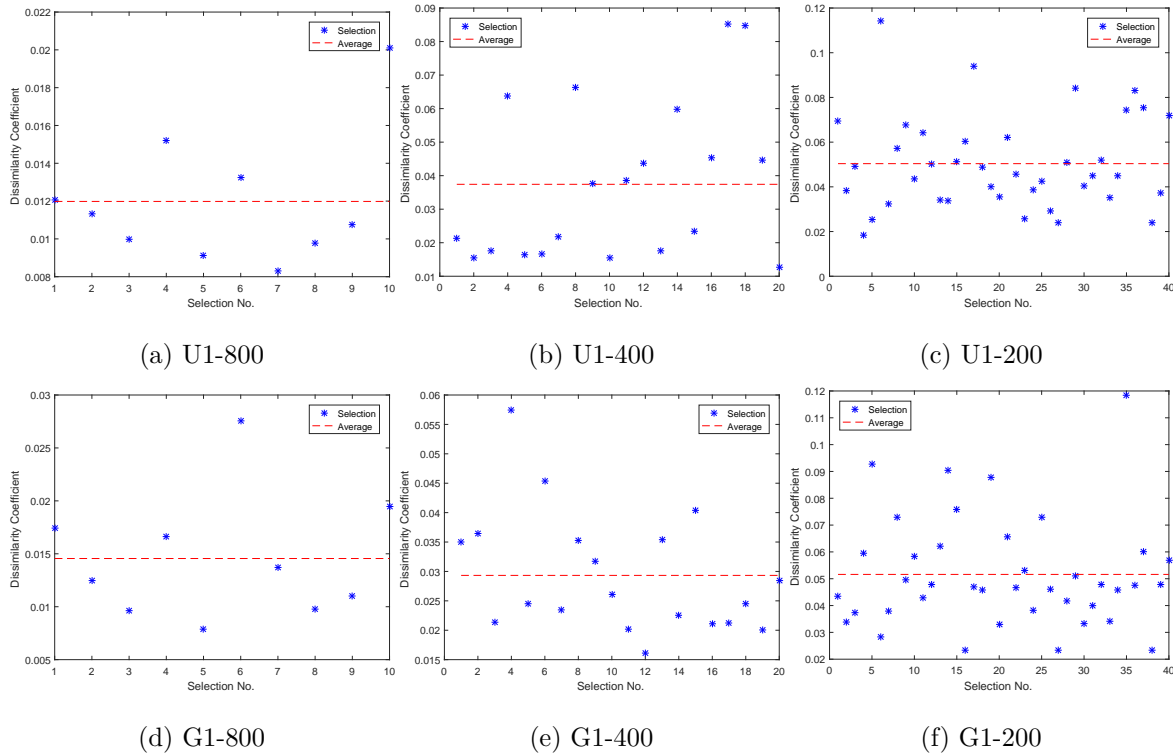 0.022
0.02
0.018
0.016
0.014
0.012
0.01
0.008
1 2 3 4 5 6 7 8 9 10
Selection No.
Dissimilarity Coefficient
Selection
Average
(a) U1-800
0.09
0.08
0.07
0.06
0.05
0.04
0.03
0.02
0.01
0 2 4 6 8 10 12 14 16 18 20
Selection No.
Dissimilarity Coefficient
Selection
Average
(b) U1-400
0.12
0.1
0.08
0.06
0.04
0.02
0
0 5 10 15 20 25 30 35 40
Selection No.
Dissimilarity Coefficient
Selection
Average
(c) U1-200
0.03
0.025
0.02
0.015
0.01
0.005
1 2 3 4 5 6 7 8 9 10
Selection No.
Dissimilarity Coefficient
Selection
Average
(d) G1-800
0.06
0.055
0.05
0.045
0.04
0.035
0.03
0.025
0.02
0.015
0 2 4 6 8 10 12 14 16 18 20
Selection No.
Dissimilarity Coefficient
Selection
Average
(e) G1-400
0.12
0.11
0.1
0.09
0.08
0.07
0.06
0.05
0.04
0.03
0.02
0 5 10 15 20 25 30 35 40
Selection No.
Dissimilarity Coefficient
Selection
Average
(f) G1-200